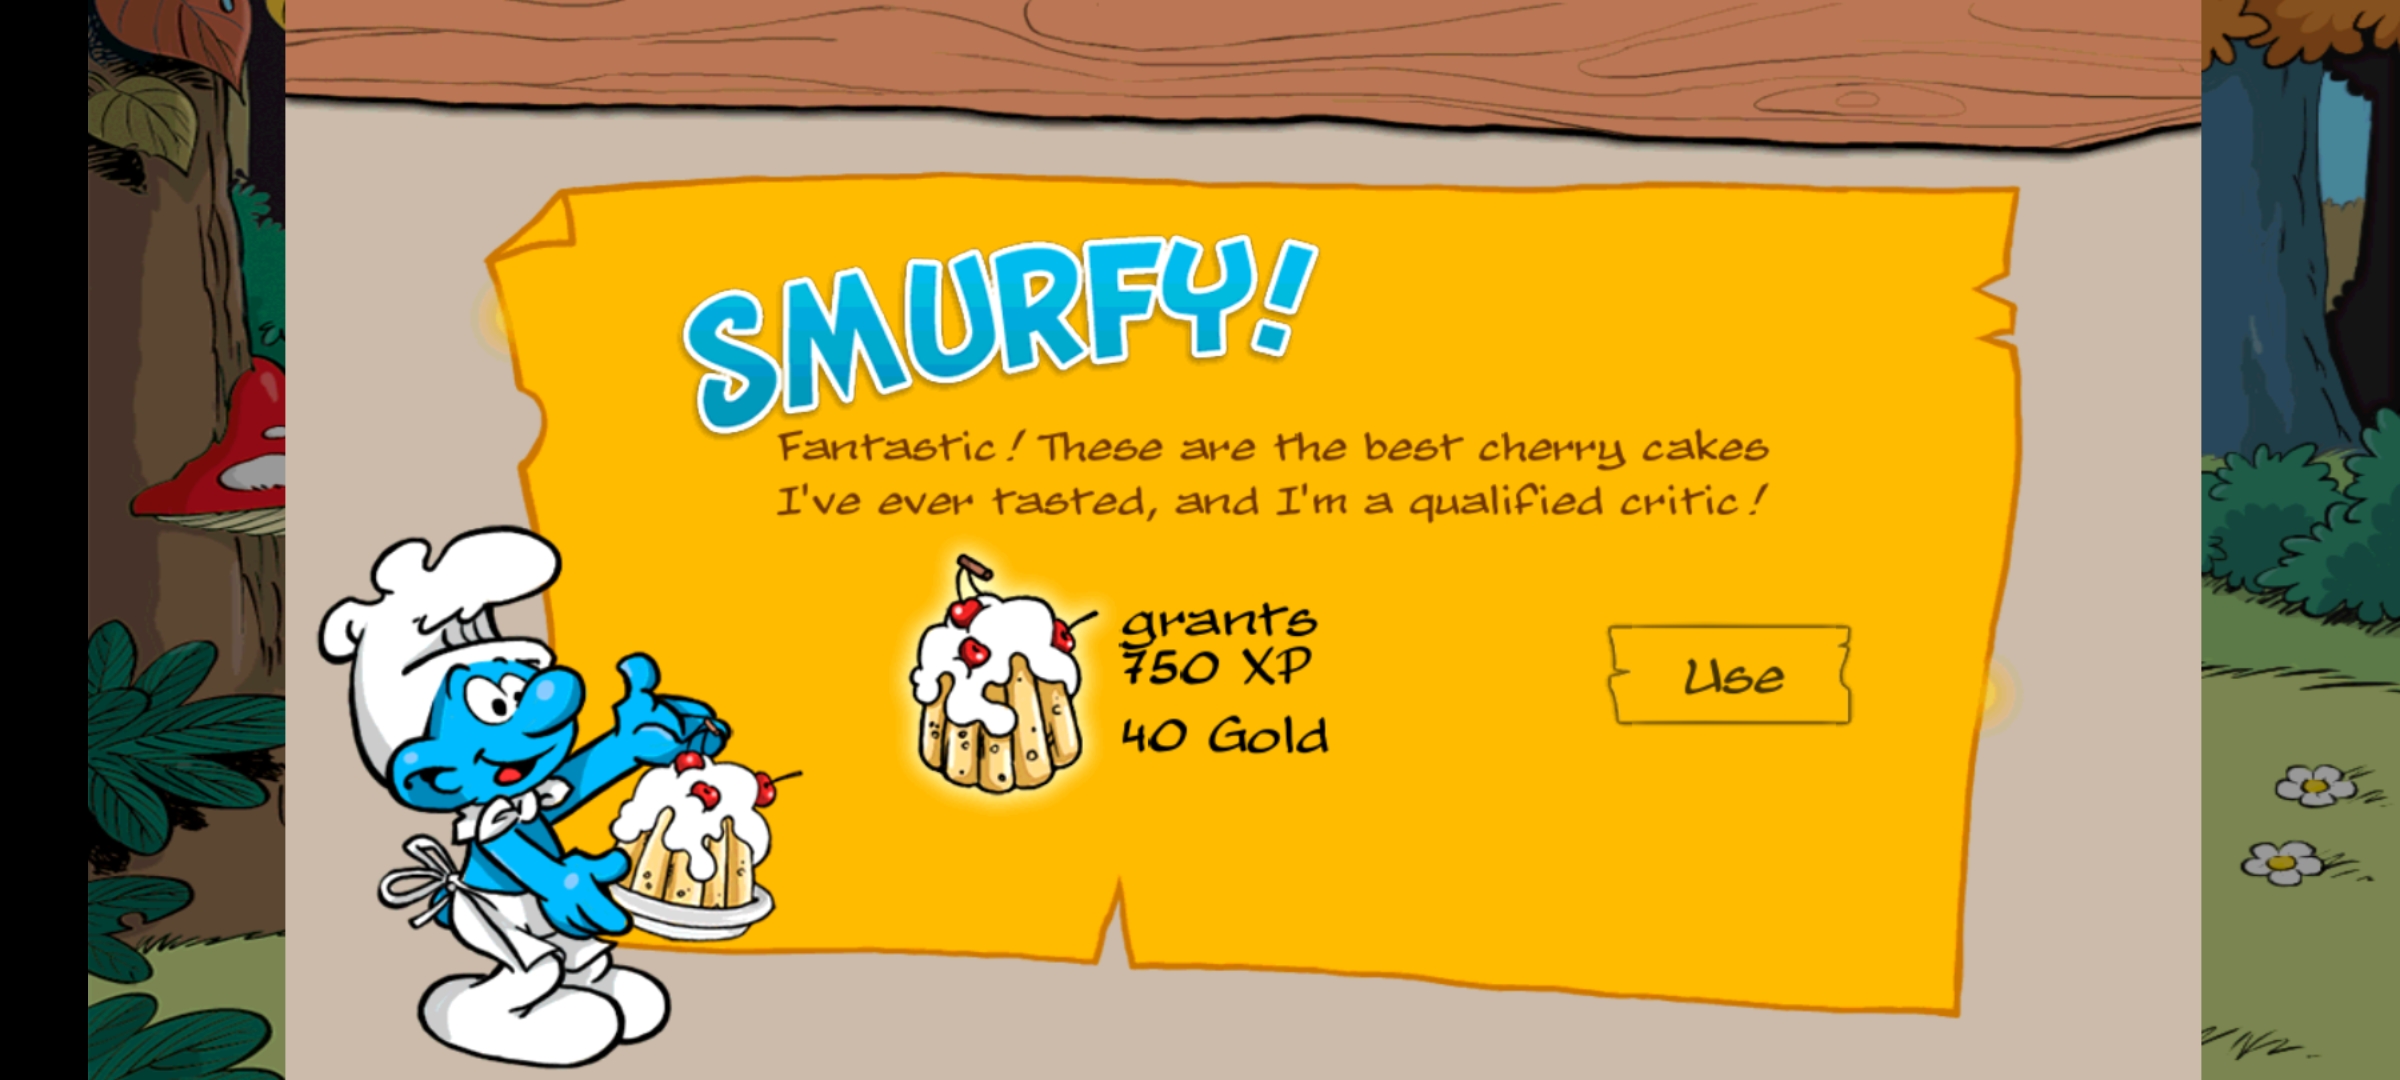 SMURFY!
Fantastic! These are the best cherry cakes
I've ever tasted, and I'm a qualified critic!
grants
750 XP
40 Gold
Use